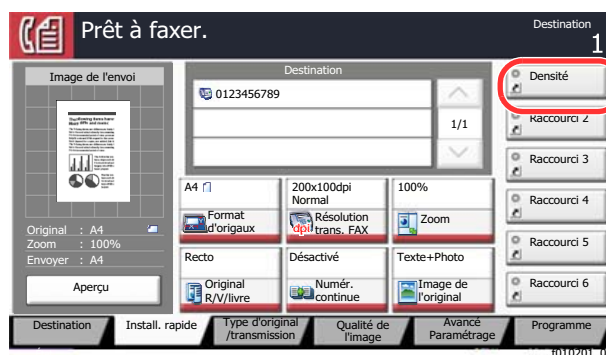 Prêt à faxer.
Destination
1
Image de l'envoi
Original : A4
Zoom : 100%
Envoyer : A4
Aperçu
Destination
0123456789
1/1
A4
Format
d'origaux
200x100dpi
Normal
dpi
Résolution
trans. FAX
100%
Zoom
Recto
Original
R/V/livre
Désactivé
Numér.
continue
Texte+Photo
Image de
l'original
Densité
Raccourci 2
Raccourci 3
Raccourci 4
Raccourci 5
Raccourci 6
Destination
Install. rapide
Type d'original
/transmission
Qualité de
l'image
Avancé
Paramétrage
Programme